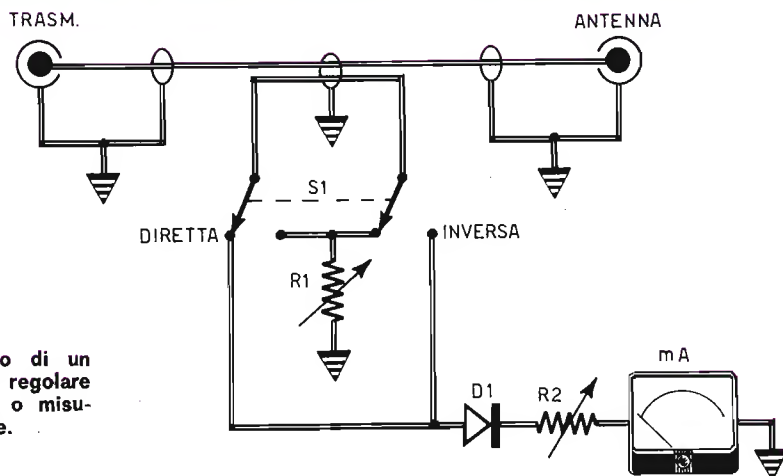 TRASM.
ANTENNA
S1
DIRETTA
INVERSA
R1
mA
D1
R2
o di un
regolare
o misu-
e.